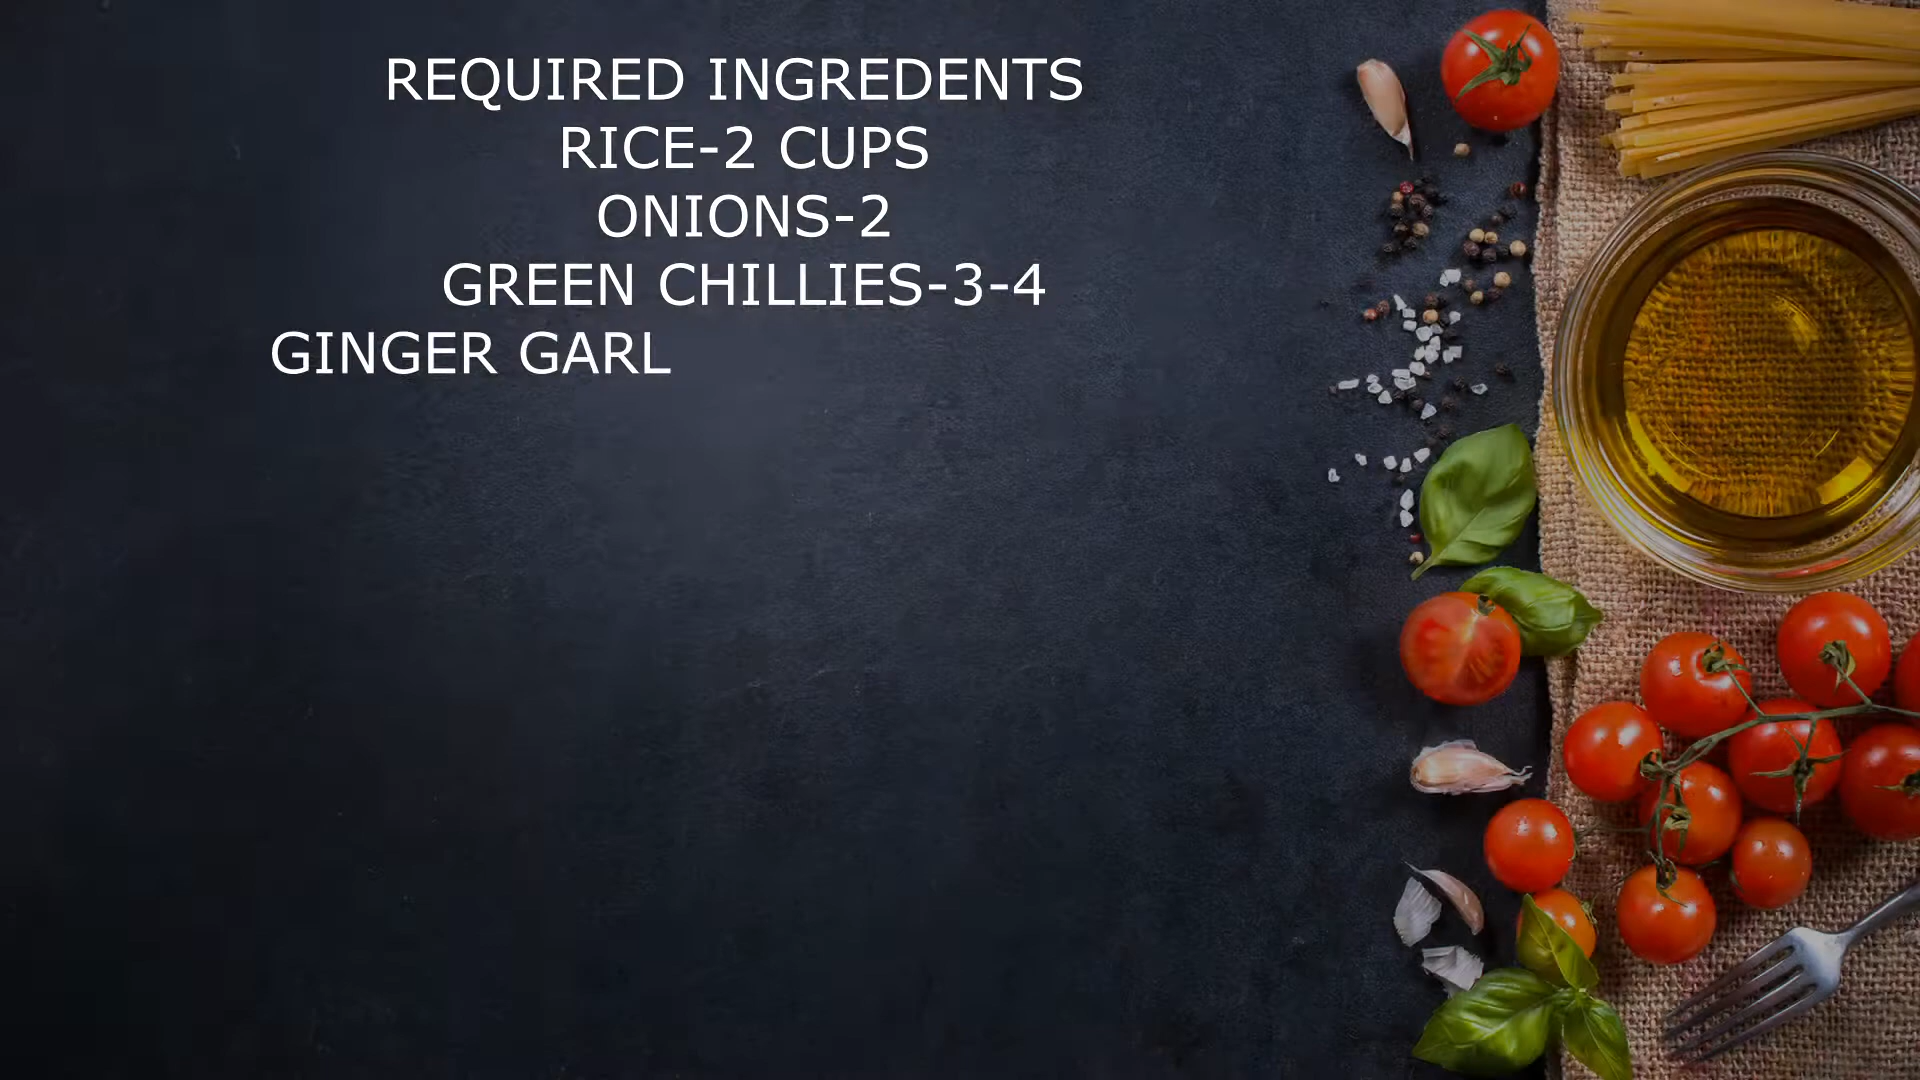 REQUIRED INGREDENTS
RICE-2 CUPS
ONIONS-2
GREEN CHILLIES-3-4
GINGER GARL